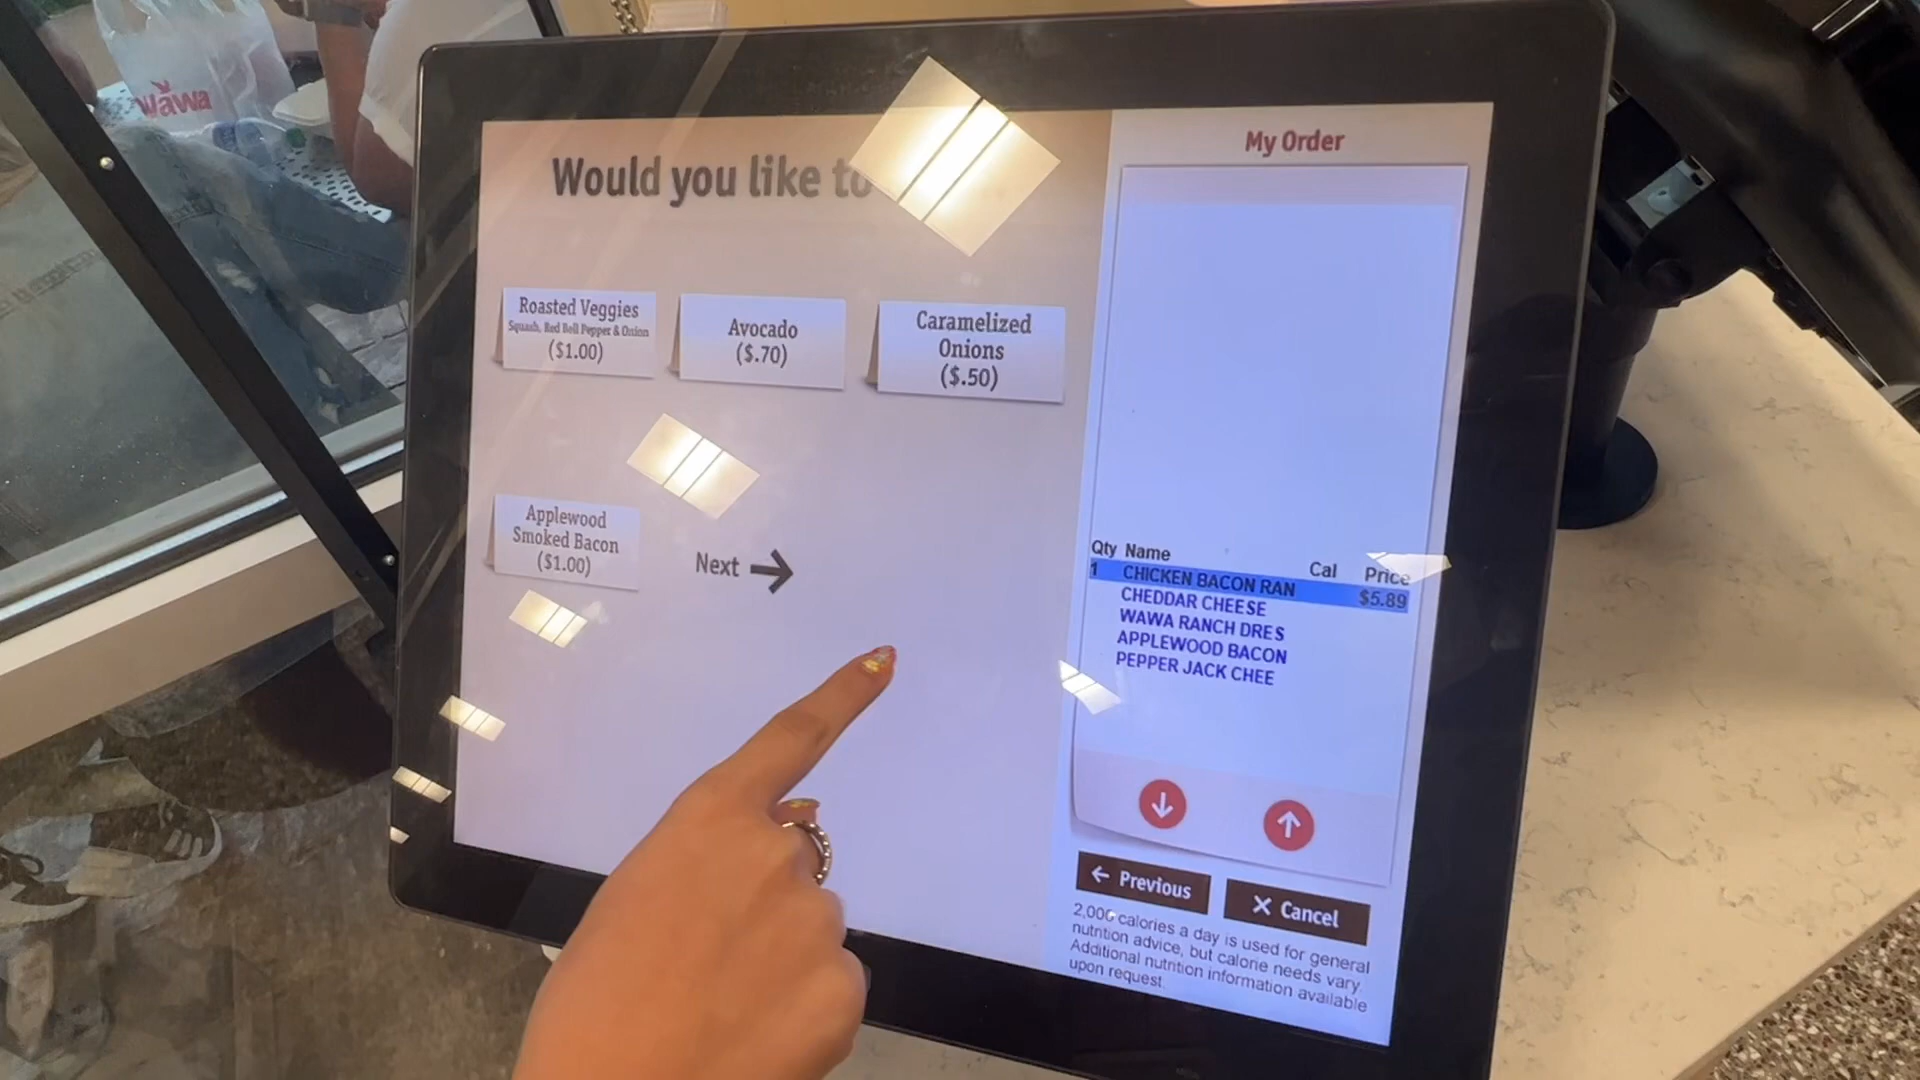 Wawa
Would you like to
Roasted Veggies
Squash, Red Bell Pepper & Onion
($1.00)
Avocado
($.70)
Caramelized
Onions
($.50)
Applewood
Smoked Bacon
($1.00)
Next →
My Order
Qty Name Cal Price
1 CHICKEN BACON RAN $5.89
CHEDDAR CHEESE
WAWA RANCH DRES
APPLEWOOD BACON
PEPPER JACK CHEE
← Previous
X Cancel
2,000 calories a day is used for general
nutrition advice, but calorie needs vary.
Additional nutrition information available
upon request.